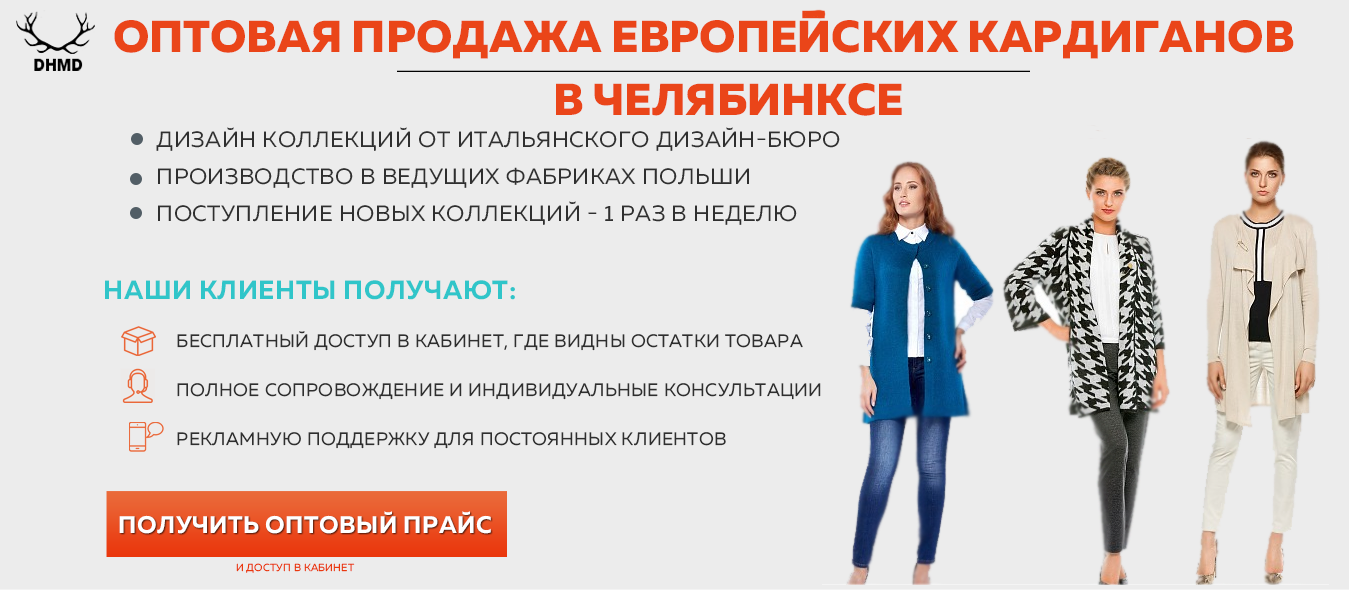 DHMD
ОПТОВАЯ ПРОДАЖА ЕВРОПЕЙСКИХ КАРДИГАНОВ
В ЧЕЛЯБИНКСЕ
ДИЗАЙН КОЛЛЕКЦИЙ ОТ ИТАЛЬЯНСКОГО ДИЗАЙН-БЮРО
ПРОИЗВОДСТВО В ВЕДУЩИХ ФАБРИКАХ ПОЛЬШИ
ПОСТУПЛЕНИЕ НОВЫХ КОЛЛЕКЦИЙ - 1 РАЗ В НЕДЕЛЮ
НАШИ КЛИЕНТЫ ПОЛУЧАЮТ:
БЕСПЛАТНЫЙ ДОСТУП В КАБИНЕТ, ГДЕ ВИДНЫ ОСТАТКИ ТОВАРА
ПОЛНОЕ СОПРОВОЖДЕНИЕ И ИНДИВИДУАЛЬНЫЕ КОНСУЛЬТАЦИИ
РЕКЛАМНУЮ ПОДДЕРЖКУ ДЛЯ ПОСТОЯННЫХ КЛИЕНТОВ
ПОЛУЧИТЬ ОПТОВЫЙ ПРАЙС
И ДОСТУП В КАБИНЕТ